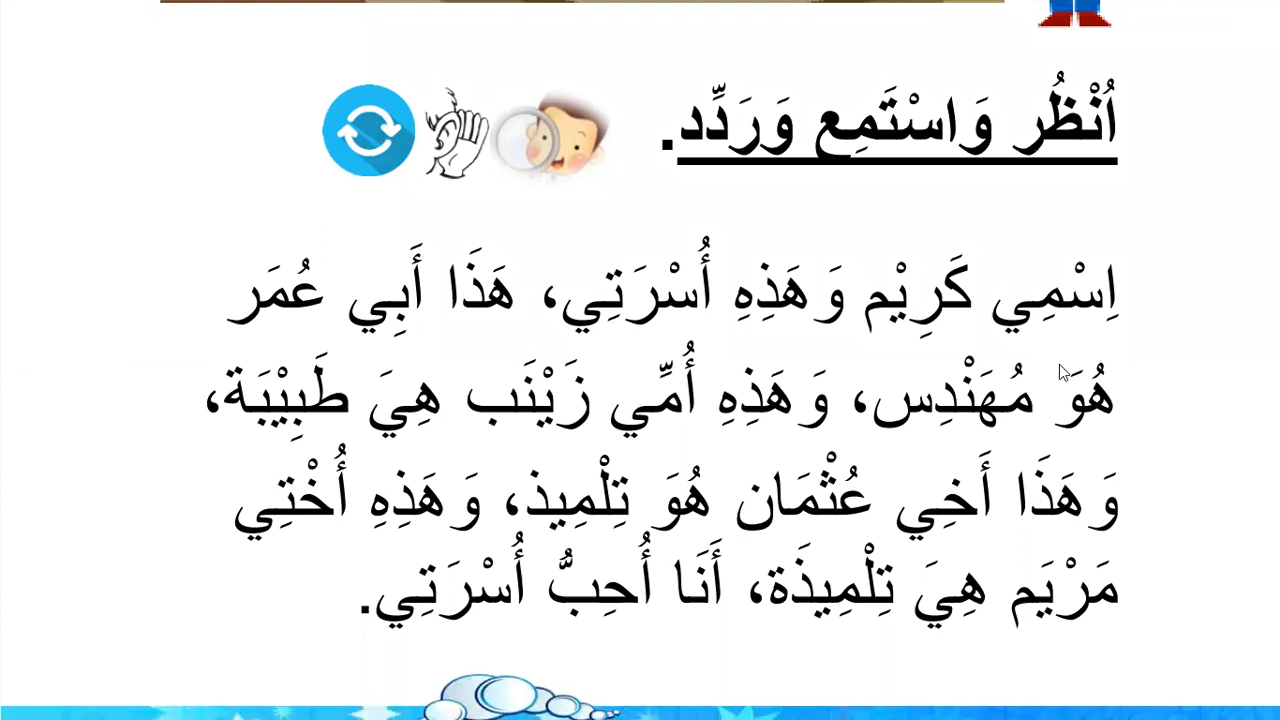 اُنْظُر وَاسْتَمِع وَرَدِّد.
اِسْمِي كَرِيْم وَهَذِهِ أُسْرَتِي، هَذَا أَبِي عُمَر
هُوَ مُهَنْدِس، وَهَذِهِ أُمِّي زَيْنَب هِيَ طَبِيْبَة،
وَهَذَا أَخِي عُثْمَان هُوَ تِلْمِيذ، وَهَذِهِ أُخْتِي
مَرْيَم هِيَ تِلْمِيذَة، أَنَا أُحِبُّ أُسْرَتِي.